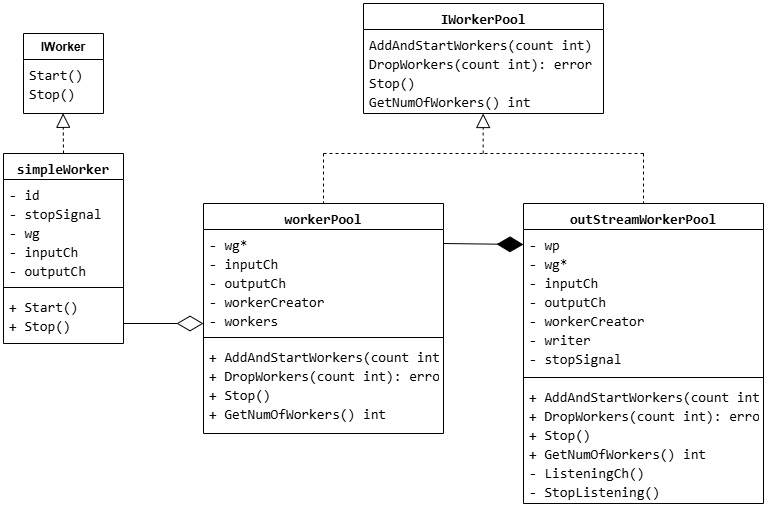 IWorker
Start()
Stop()
IWorkerPool
AddAndStartWorkers(count int)
DropWorkers(count int): error
Stop()
GetNumOfWorkers() int
simpleWorker
- id
- stopSignal
- wg
- inputCh
- outputCh
+ Start()
+ Stop()
workerPool
- wg*
- inputCh
- outputCh
- workerCreator
- workers
+ AddAndStartWorkers(count int
+ DropWorkers(count int): erro
+ Stop()
+ GetNumOfWorkers() int
outStreamWorkerPool
- wp
- wg*
- inputCh
- outputCh
- workerCreator
- writer
- stopSignal
+ AddAndStartWorkers(count int
+ DropWorkers(count int): erro
+ Stop()
+ GetNumOfWorkers() int
- ListeningCh()
- StopListening()